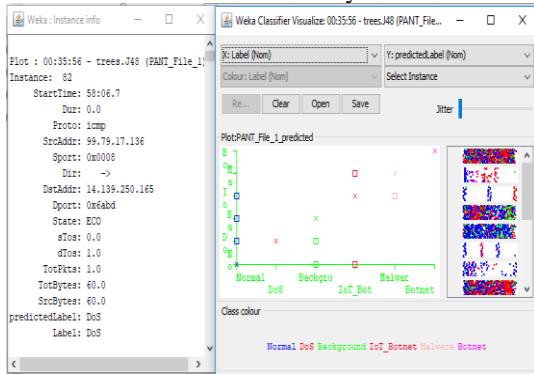 Weka : Instance info
Plot : 00:35:56 - trees.J48 (PANT_File_1)
Instance: 82
StartTime: 58:06.7
Dur: 0.0
Proto: icmp
SrcAddr: 99.79.17.136
Sport: 0x0008
Dir: ->
DstAddr: 14.139.250.165
Dport: 0x6abd
State: ECO
sTos: 0.0
dTos: 1.0
TotPkts: 1.0
TotBytes: 60.0
SrcBytes: 60.0
predictedLabel: DoS
Label: DoS
Weka Classifier Visualize: 00:35:56 - trees.J48 (PANT_File...
X: Label (Nom) Y: predictedLabel (Nom)
Colour: Label (Nom) Select Instance
Re... Clear Open Save Jitter
Plot:PANT_File_1_predicted
Normal Backgro Malwar
DoS IoT_Bot Botnet
Class colour
Normal DoS Background IoT_Botnet Malware Botnet